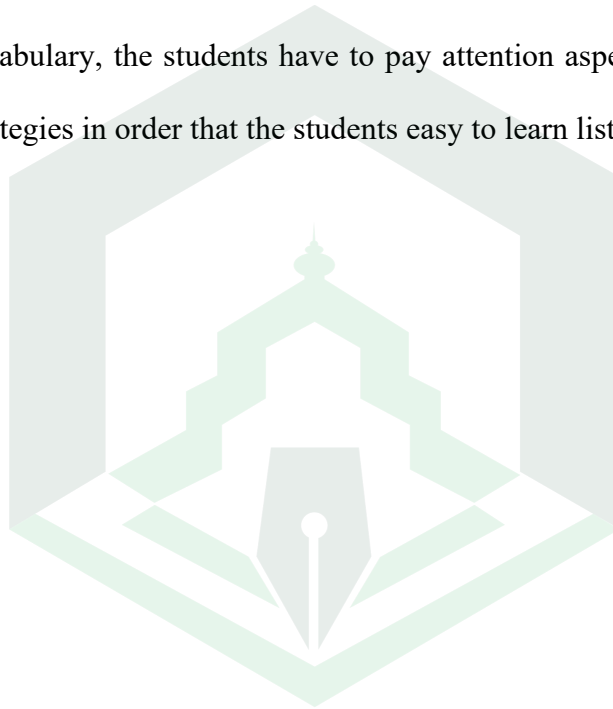 abulary, the students have to pay attention aspe
tegies in order that the students easy to learn list